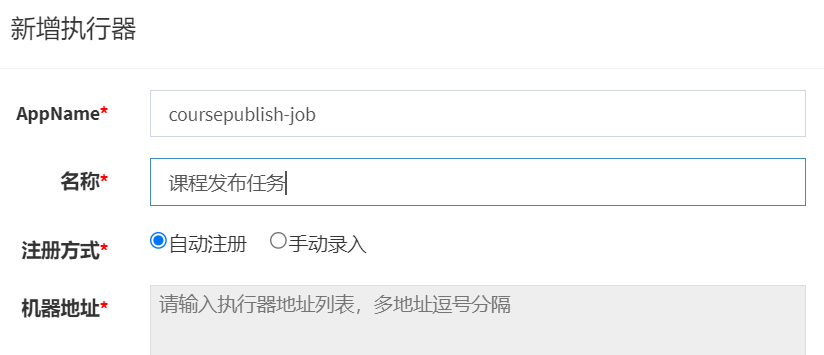 新增执行器
AppName*
coursepublish-job
名称*
课程发布任务
注册方式*
自动注册 手动录入
机器地址*
请输入执行器地址列表，多地址逗号分隔